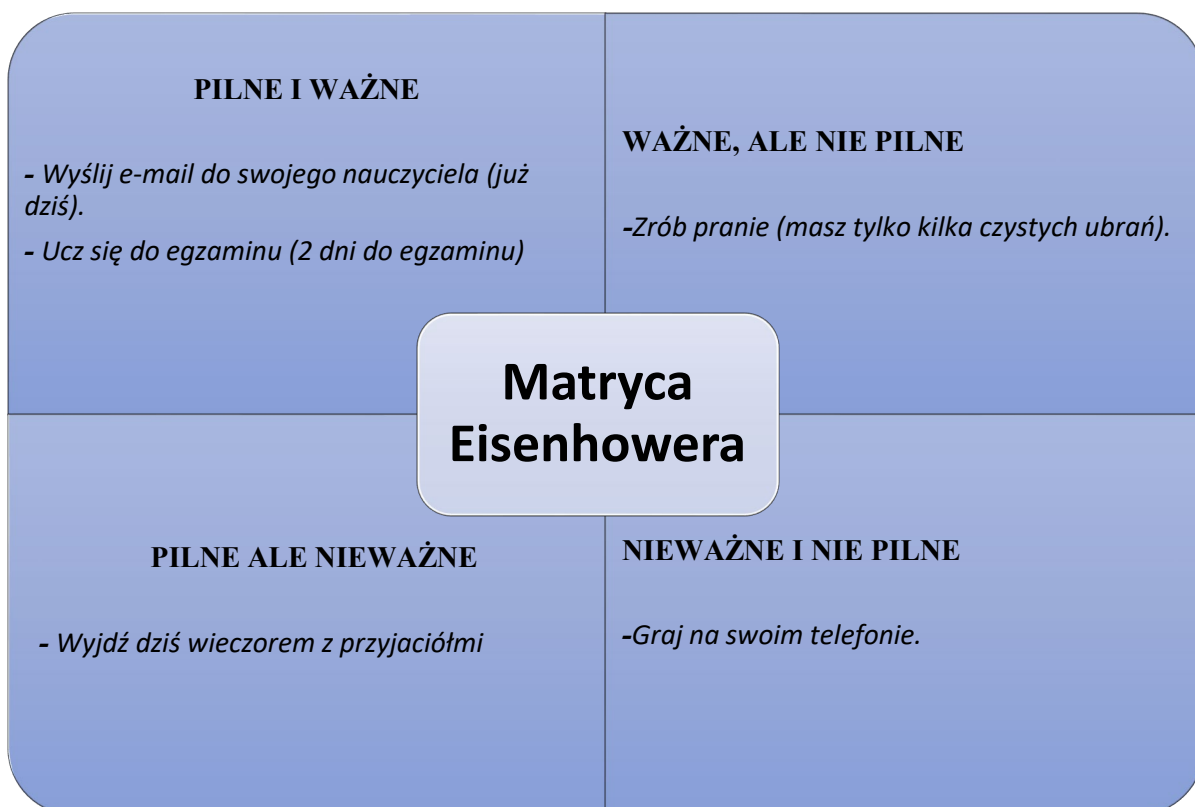 PILNE I WAŻNE
- Wyślij e-mail do swojego nauczyciela (już
dziś).
- Ucz się do egzaminu (2 dni do egzaminu)
WAŻNE, ALE NIE PILNE
-Zrób pranie (masz tylko kilka czystych ubrań).
Matryca
Eisenhowera
PILNE ALE NIEWAŻNE
- Wyjdź dziś wieczorem z przyjaciółmi
NIEWAŻNE I NIE PILNE
-Graj na swoim telefonie.